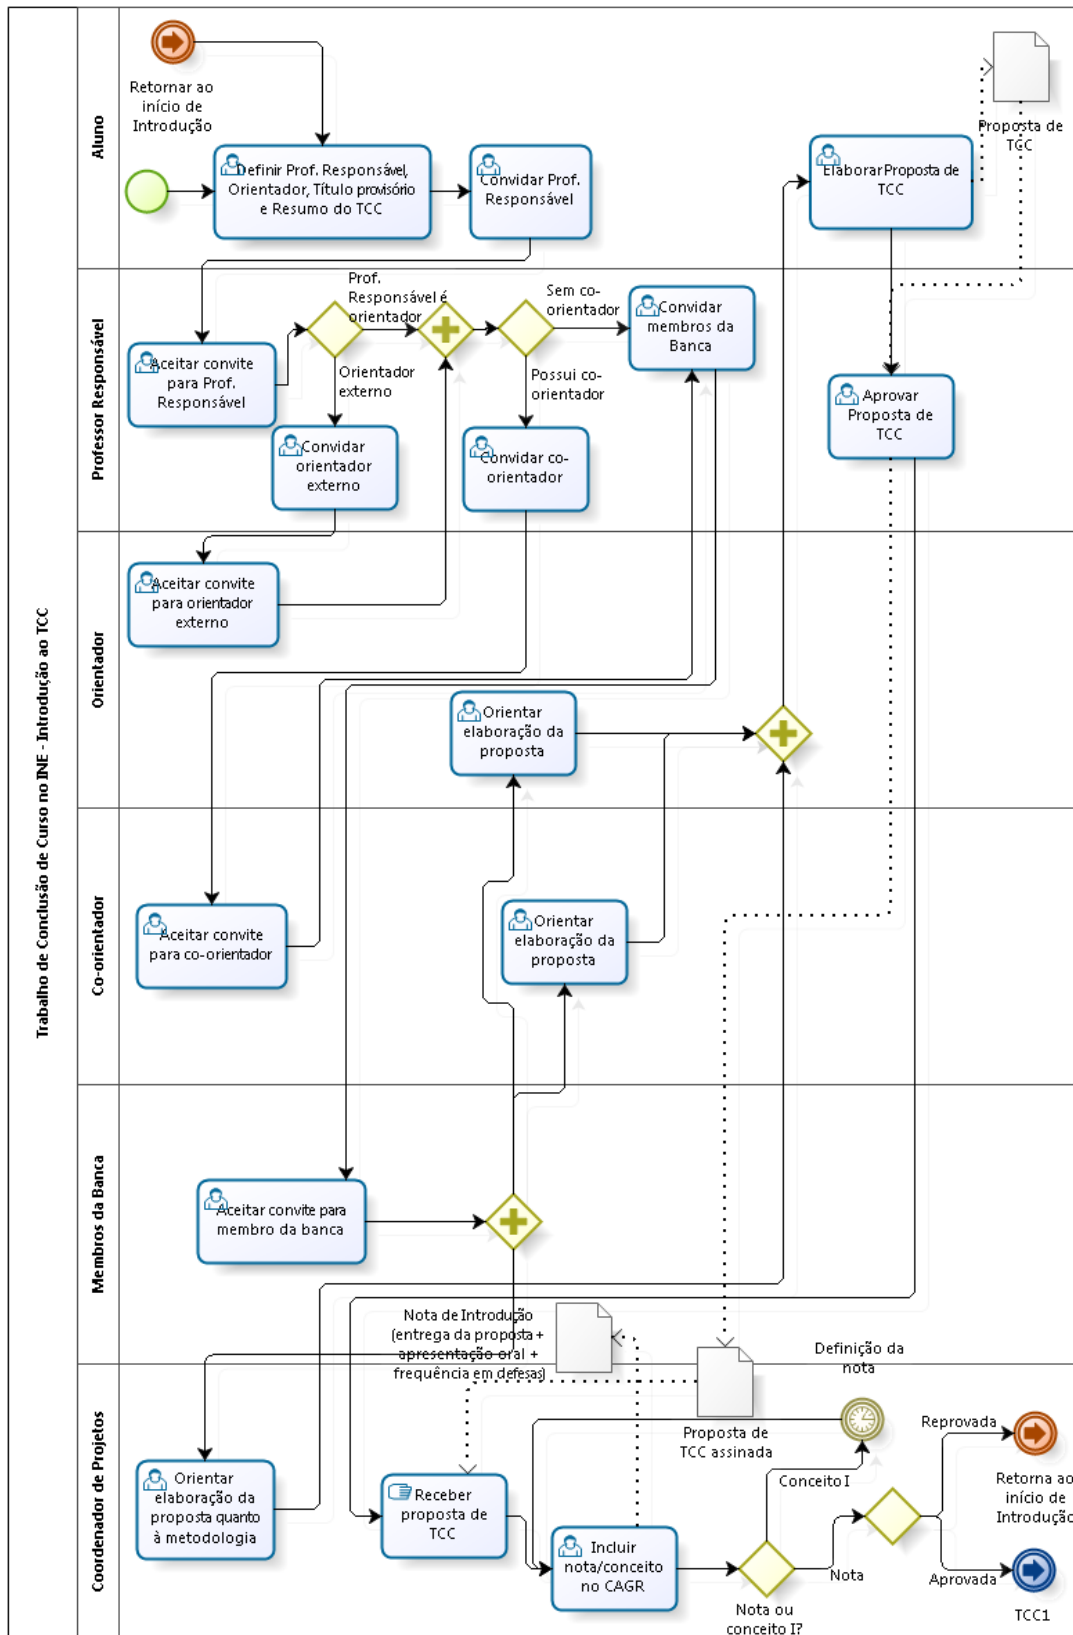 Trabalho de Conclusão de Curso no INE - Introdução ao TCC
Aluno
Retornar ao
início de
Introdução
Definir Prof. Responsável,
Orientador, Título provisório
e Resumo do TCC
Convidar Prof.
Responsável
Elaborar Proposta de
TCC
Proposta de
TCC
Professor Responsável
Aceitar convite
para Prof.
Responsável
Prof.
Responsável é
orientador
Orientador
externo
Convidar
orientador
externo
Sem co-
orientador
Possui co-
orientador
Convidar co-
orientador
Convidar
membros da
Banca
Aprovar
Proposta de
TCC
Orientador
Aceitar convite
para orientador
externo
Orientar
elaboração da
proposta
Co-orientador
Aceitar convite
para co-orientador
Orientar
elaboração da
proposta
Membros da Banca
Aceitar convite para
membro da banca
Nota de Introdução
(entrega da proposta +
apresentação oral +
frequência em defesas)
Coordenador de Projetos
Orientar
elaboração da
proposta quanto
à metodologia
Receber
proposta de
TCC
Proposta de
TCC assinada
Incluir
nota/conceito
no CAGR
Definição da
nota
Conceito I
Nota ou
conceito I?
Nota
Reprovada
Retorna ao
início de
Introdução
Aprovada
TCC1